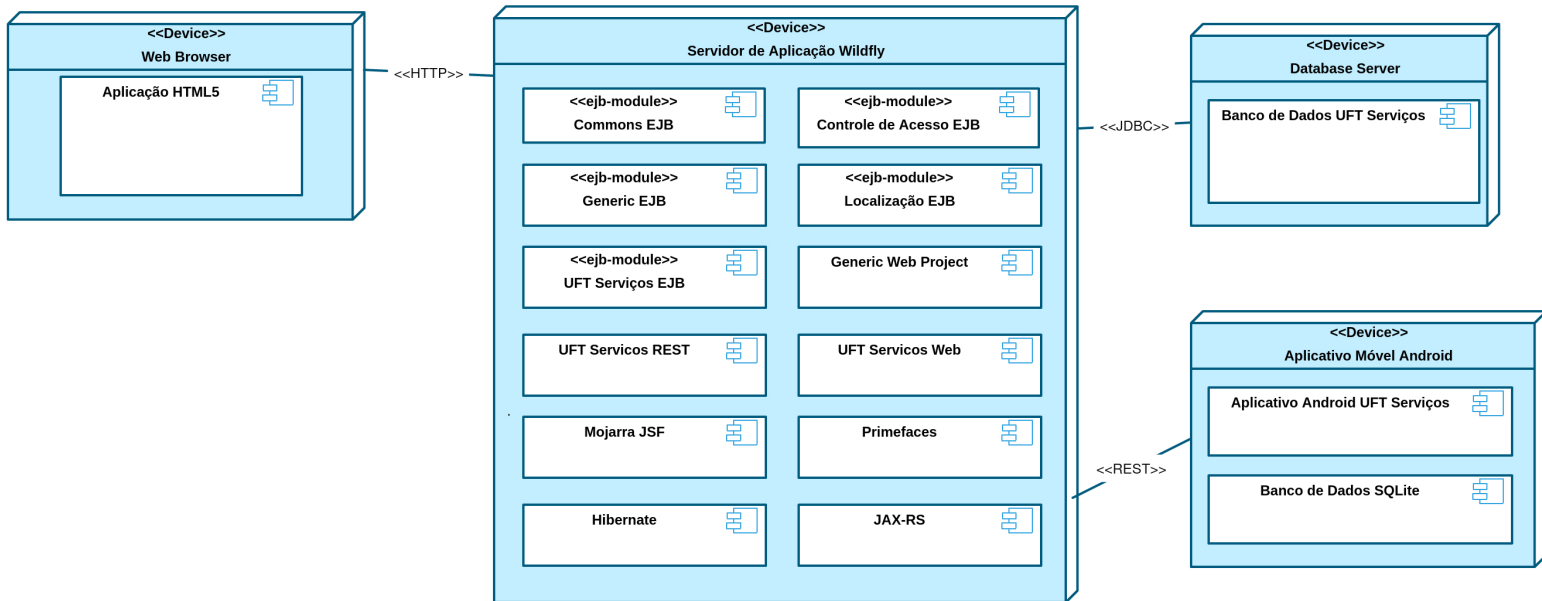 <<Device>>
Web Browser
Aplicação HTML5
<<HTTP>>
<<Device>>
Servidor de Aplicação Wildfly
<<ejb-module>>
Commons EJB
<<ejb-module>>
Controle de Acesso EJB
<<ejb-module>>
Generic EJB
<<ejb-module>>
Localização EJB
<<ejb-module>>
UFT Serviços EJB
Generic Web Project
UFT Servicos REST
UFT Servicos Web
Mojarra JSF
Primefaces
Hibernate
JAX-RS
<<JDBC>>
<<Device>>
Database Server
Banco de Dados UFT Serviços
<<REST>>
<<Device>>
Aplicativo Móvel Android
Aplicativo Android UFT Serviços
Banco de Dados SQLite